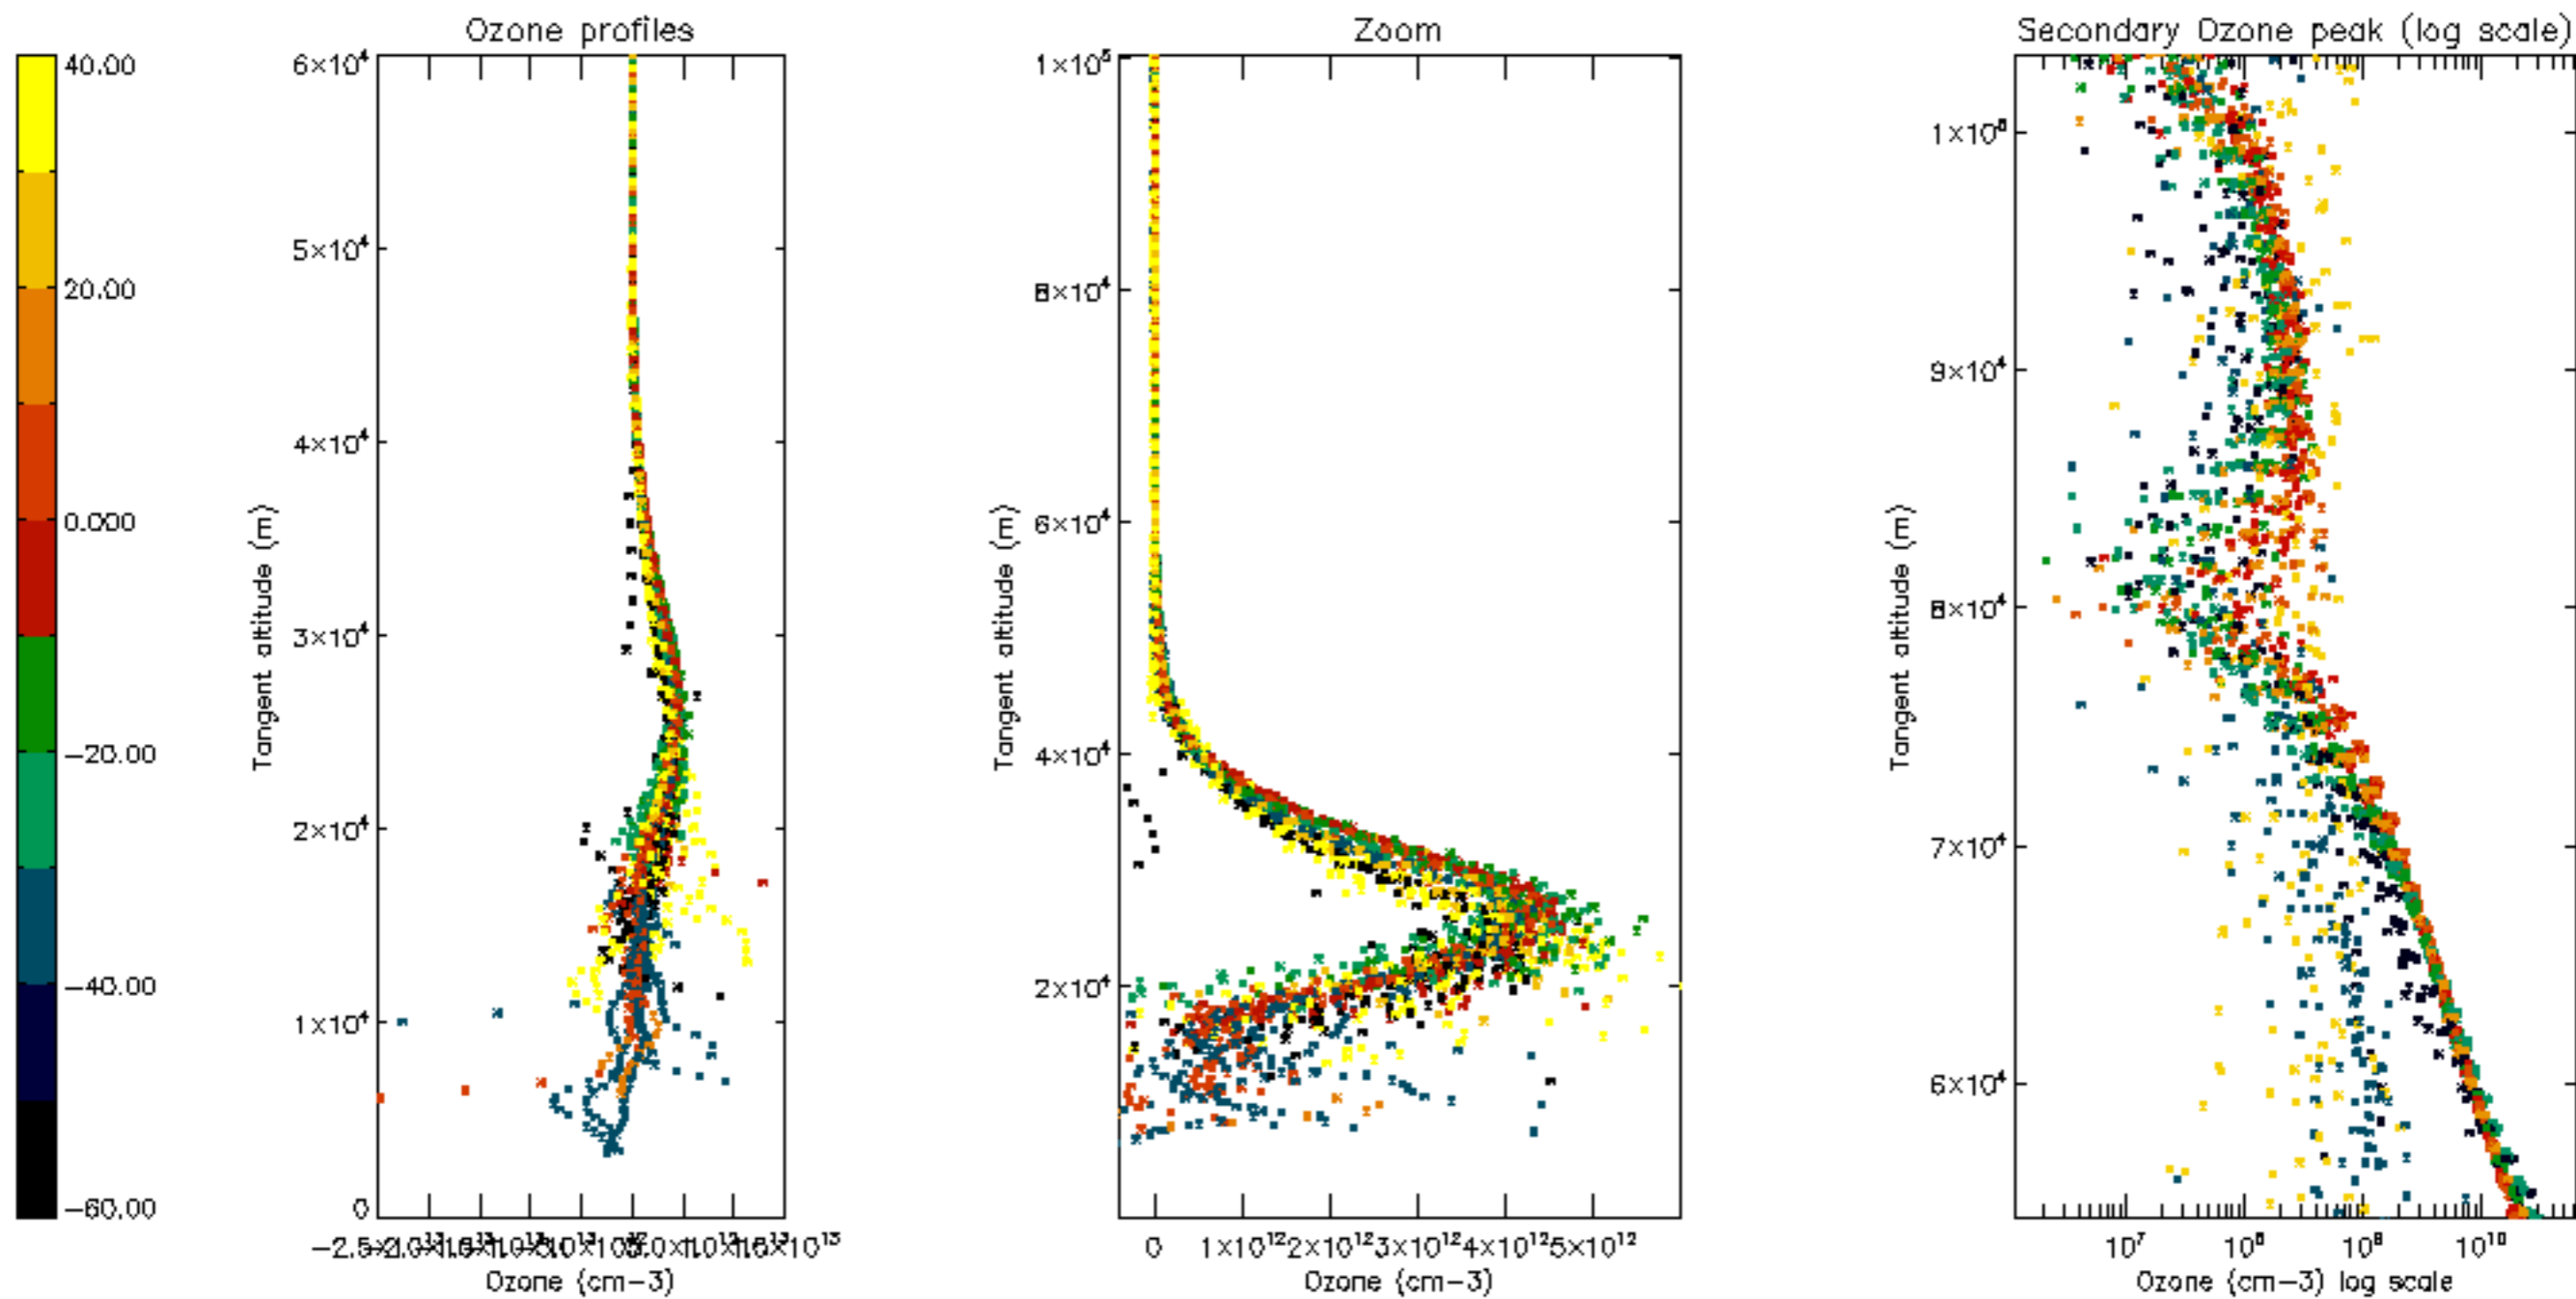 Ozone profiles
Zoom
Secondary Ozone peak (log scale)
40.00
20.00
0.000
−20.00
−40.00
−60.00
6×10⁴
5×10⁴
4×10⁴
3×10⁴
2×10⁴
1×10⁴
0
Tangent altitude (m)
Ozone (cm−3)
1×10⁵
8×10⁴
6×10⁴
4×10⁴
2×10⁴
Tangent altitude (m)
0 1×10¹² 2×10¹² 3×10¹² 4×10¹² 5×10¹²
Ozone (cm−3)
9×10⁴
8×10⁴
7×10⁴
6×10⁴
Tangent altitude (m)
10⁷ 10⁸ 10⁹ 10¹⁰
Ozone (cm−3) log scale